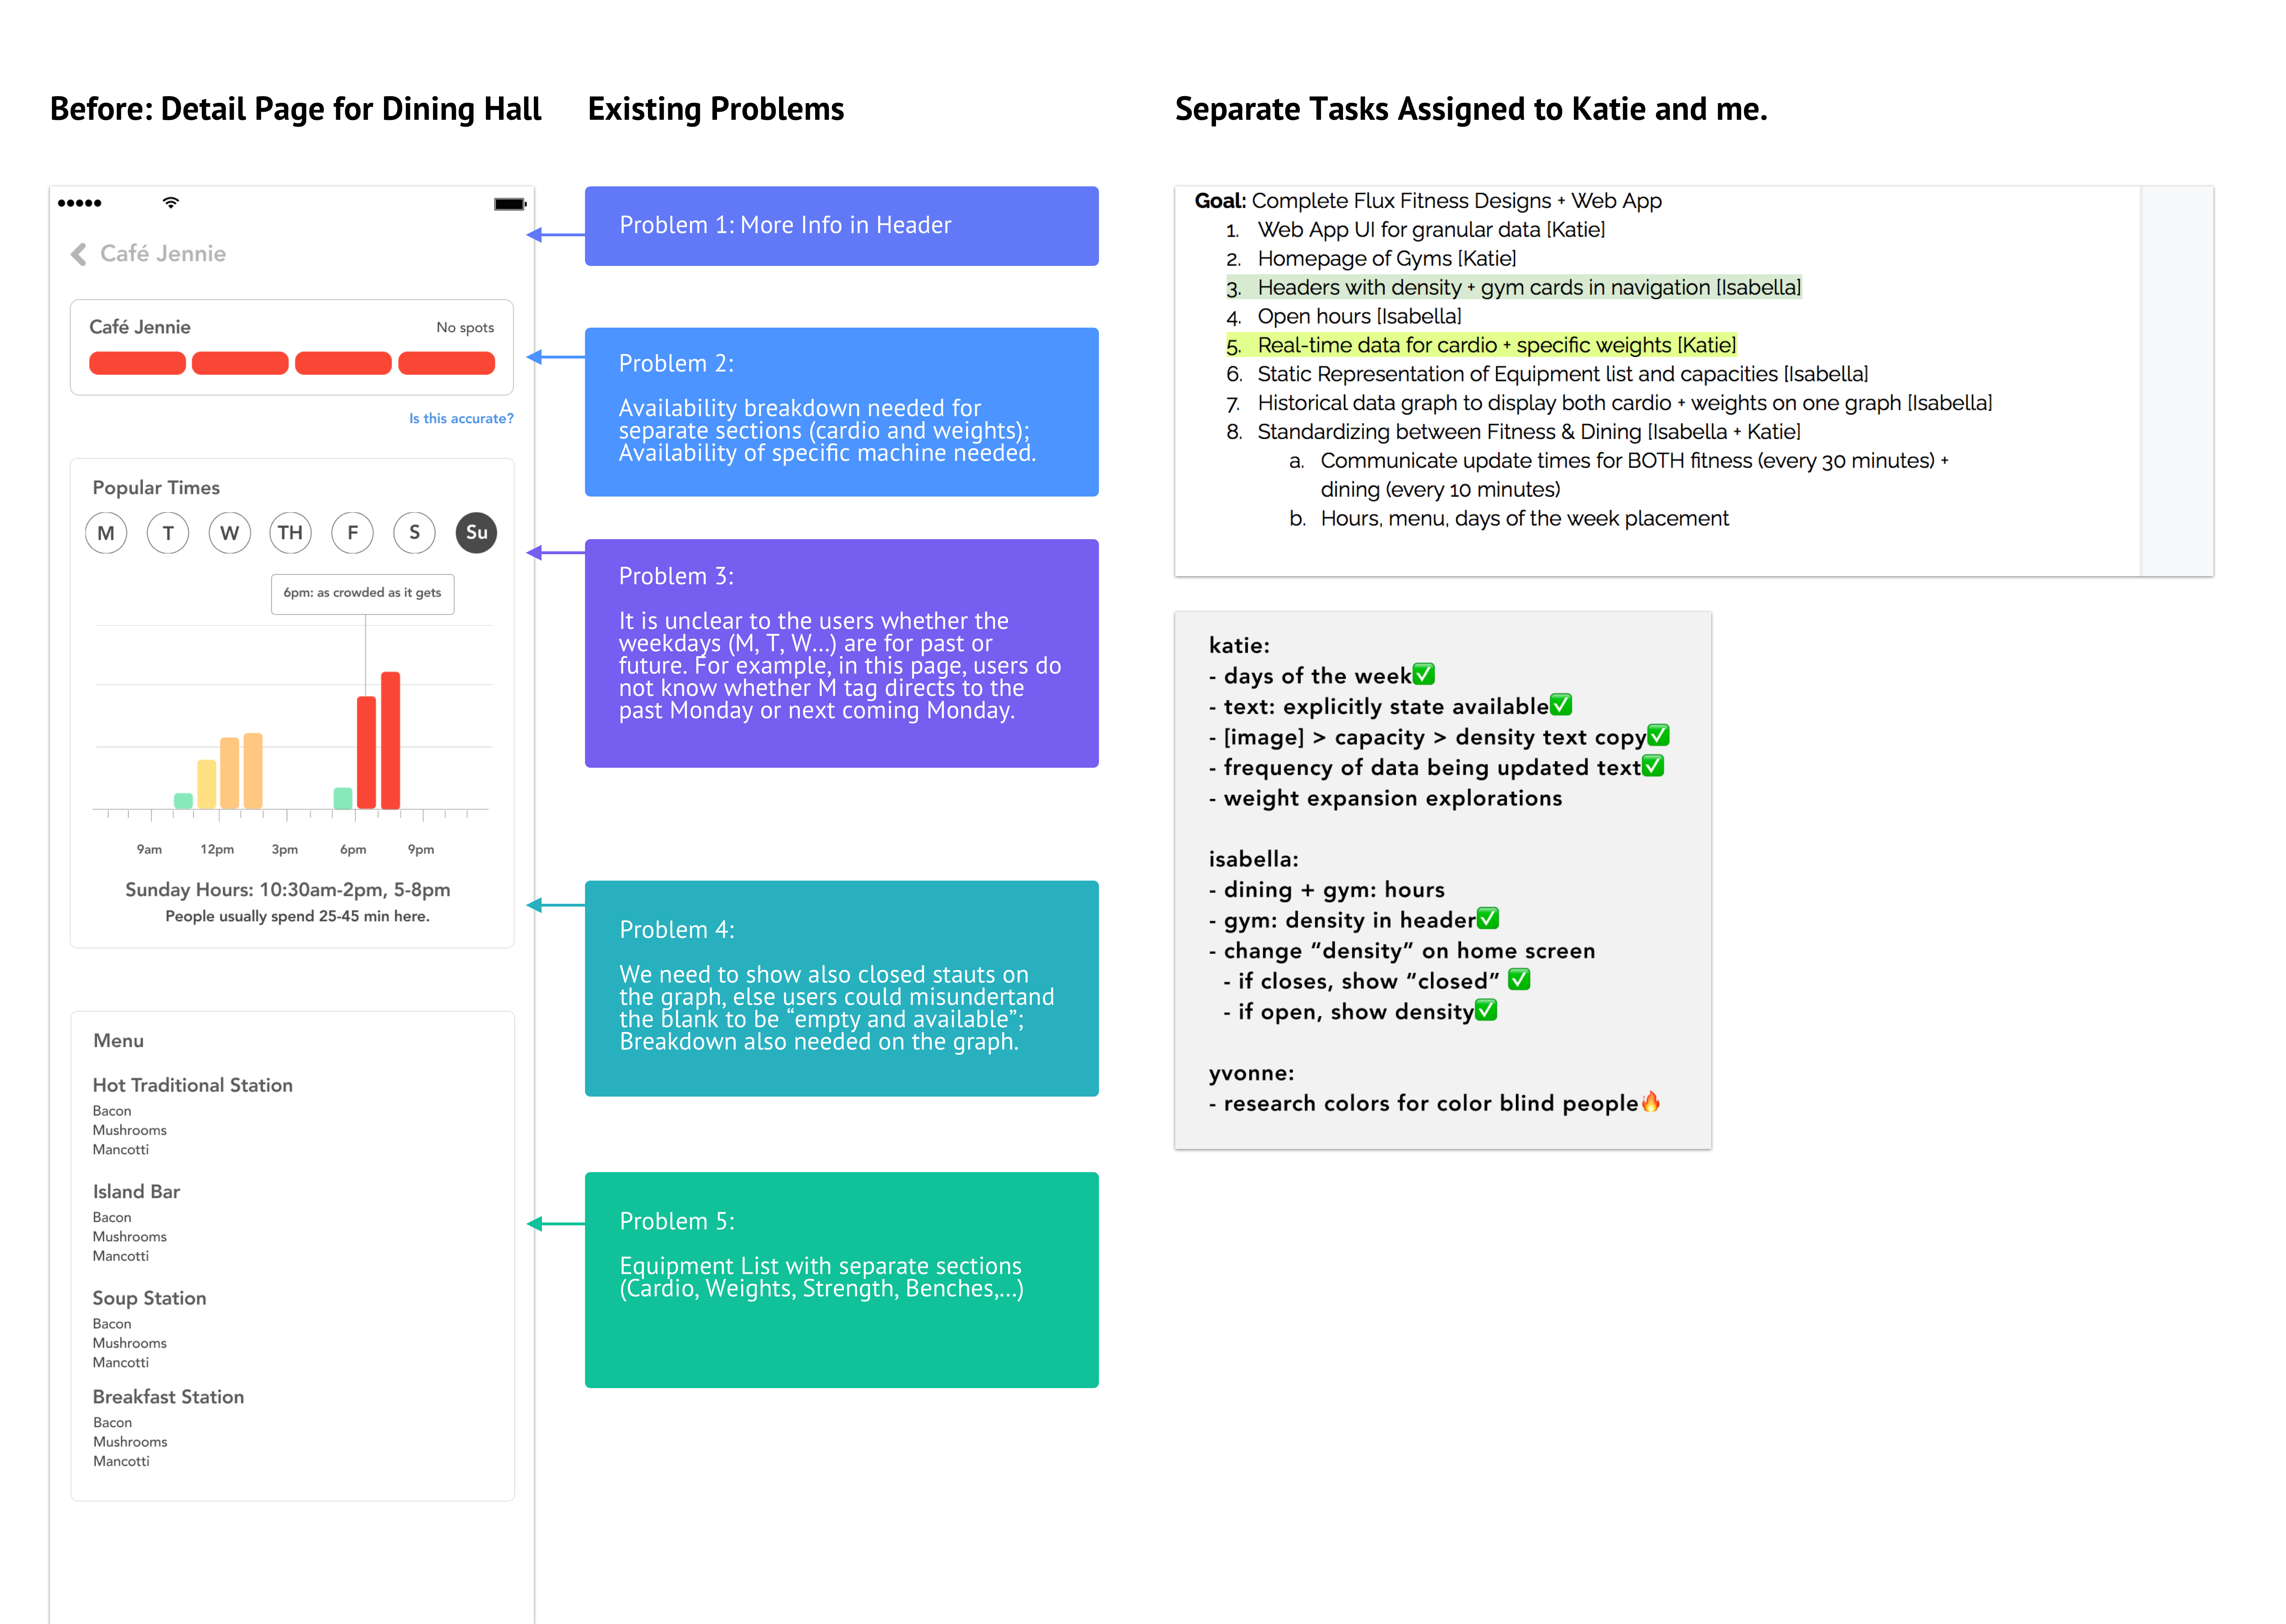 Before: Detail Page for Dining Hall
Café Jennie
Café Jennie
No spots
Is this accurate?
Popular Times
M
T
W
TH
F
S
Su
6pm: as crowded as it gets
9am
12pm
3pm
6pm
9pm
Sunday Hours: 10:30am-2pm, 5-8pm
People usually spend 25-45 min here.
Menu
Hot Traditional Station
Bacon
Mushrooms
Mancotti
Island Bar
Bacon
Mushrooms
Mancotti
Soup Station
Bacon
Mushrooms
Mancotti
Breakfast Station
Bacon
Mushrooms
Mancotti
Existing Problems
Problem 1: More Info in Header
Problem 2:
Availability breakdown needed for
separate sections (cardio and weights);
Availability of specific machine needed.
Problem 3:
It is unclear to the users whether the
weekdays (M, T, W...) are for past or
future. For example, in this page, users do
not know whether M tag directs to the
past Monday or next coming Monday.
Problem 4:
We need to show also closed stauts on
the graph, else users could misundertand
the blank to be “empty and available”;
Breakdown also needed on the graph.
Problem 5:
Equipment List with separate sections
(Cardio, Weights, Strength, Benches,...)
Separate Tasks Assigned to Katie and me.
Goal: Complete Flux Fitness Designs + Web App
1. Web App UI for granular data [Katie]
2. Homepage of Gyms [Katie]
3. Headers with density + gym cards in navigation [Isabella]
4. Open hours [Isabella]
5. Real-time data for cardio + specific weights [Katie]
6. Static Representation of Equipment list and capacities [Isabella]
7. Historical data graph to display both cardio + weights on one graph [Isabella]
8. Standardizing between Fitness & Dining [Isabella + Katie]
a. Communicate update times for BOTH fitness (every 30 minutes) +
dining (every 10 minutes)
b. Hours, menu, days of the week placement
katie:
- days of the week✅
- text: explicitly state available✅
- [image] > capacity > density text copy✅
- frequency of data being updated text✅
- weight expansion explorations
isabella:
- dining + gym: hours
- gym: density in header✅
- change “density” on home screen
- if closes, show “closed” ✅
- if open, show density✅
yvonne:
- research colors for color blind people🔥